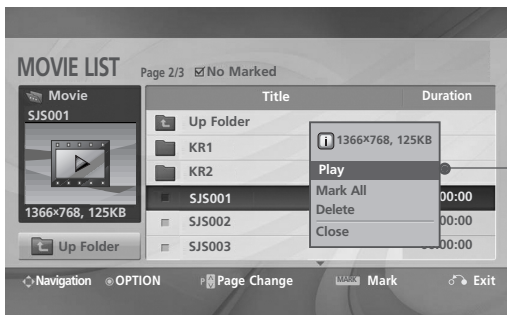 MOVIE LIST
Page 2/3
No Marked
Movie
SJS001
1366×768, 125KB
Up Folder
Title
Duration
Up Folder
KR1
KR2
SJS001
00:00
SJS002
00:00
SJS003
00:00
1366×768, 125KB
Play
Mark All
Delete
Close
Navigation
OPTION
P Page Change
MARK Mark
Exit